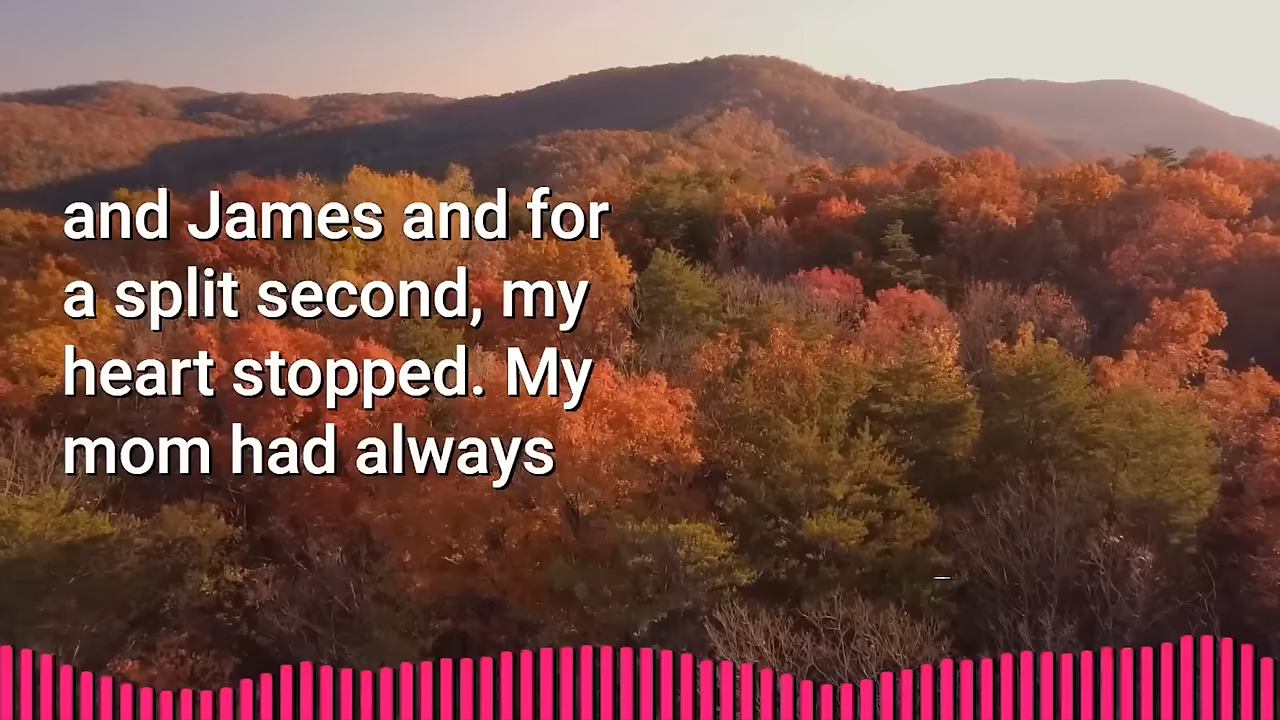 and James and for
a split second, my
heart stopped. My
mom had always